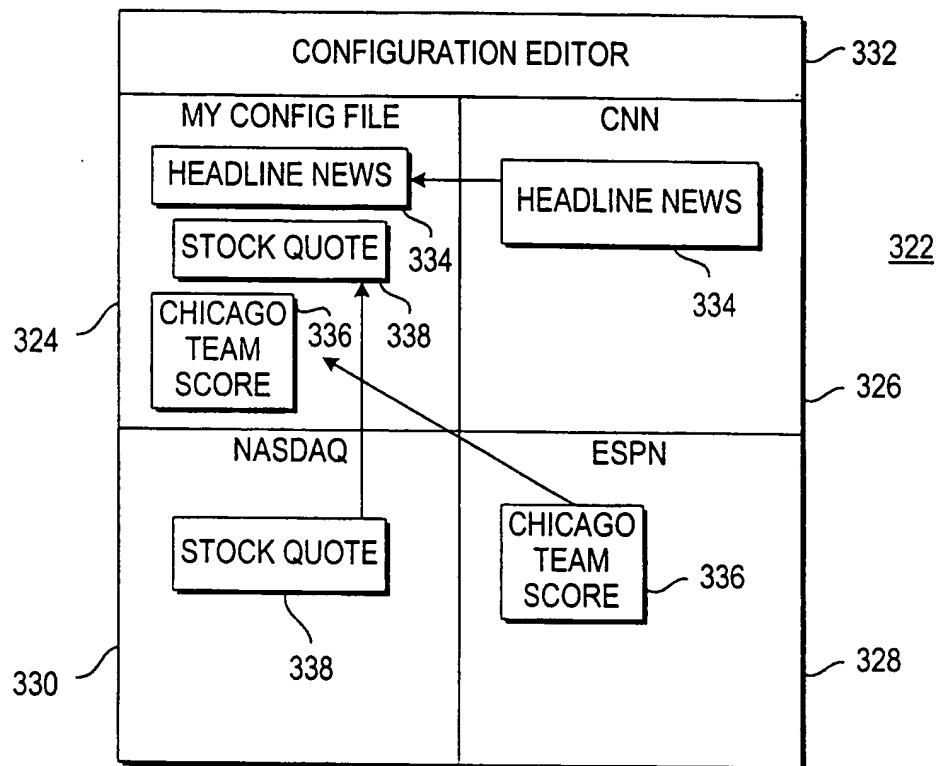 CONFIGURATION EDITOR
332
MY CONFIG FILE
HEADLINE NEWS
334
STOCK QUOTE
338
CHICAGO
TEAM
SCORE
336
324
CNN
HEADLINE NEWS
334
322
326
NASDAQ
STOCK QUOTE
338
330
ESPN
CHICAGO
TEAM
SCORE
336
328